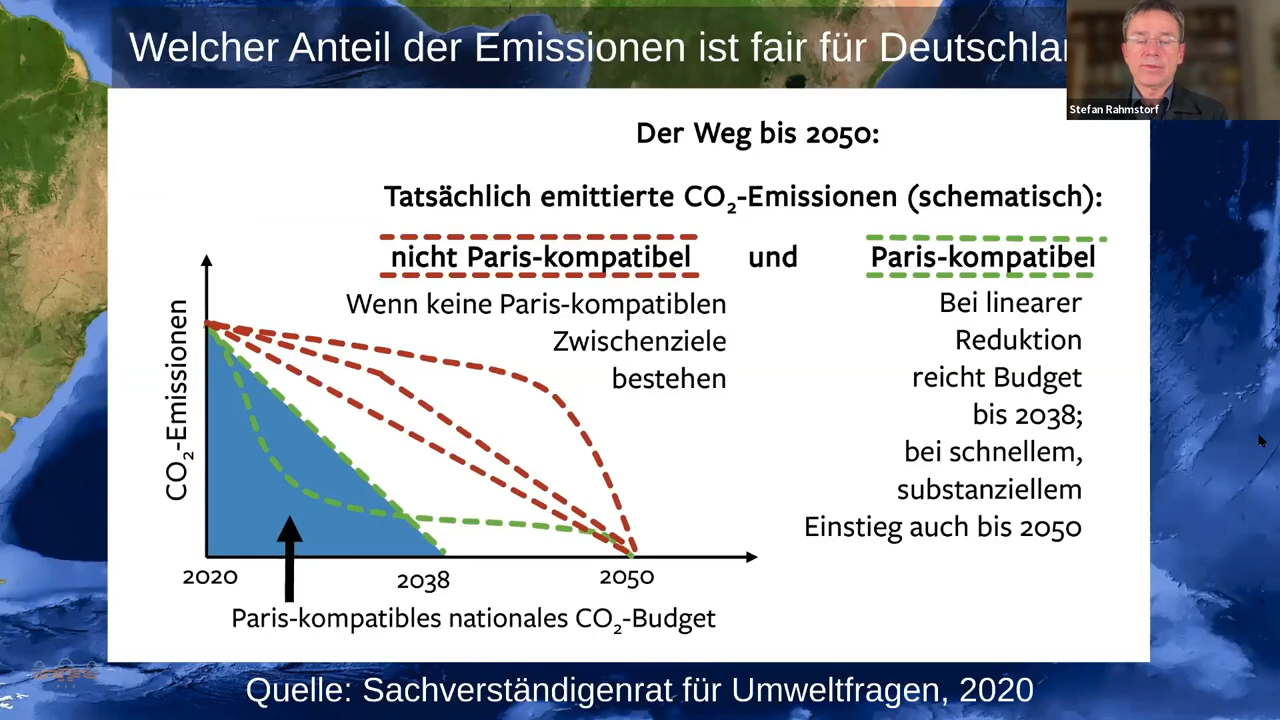 Welcher Anteil der Emissionen ist fair für Deutschlan
Stefan Rahmstorf
Der Weg bis 2050:
Tatsächlich emittierte CO₂-Emissionen (schematisch):
nicht Paris-kompatibel und Paris-kompatibel
Wenn keine Paris-kompatiblen
Zwischenziele
bestehen
Bei linearer
Reduktion
reicht Budget
bis 2038;
bei schnellem,
substanziellem
Einstieg auch bis 2050
CO₂-Emissionen
2020 2038 2050
Paris-kompatibles nationales CO₂-Budget
Quelle: Sachverständigenrat für Umweltfragen, 2020